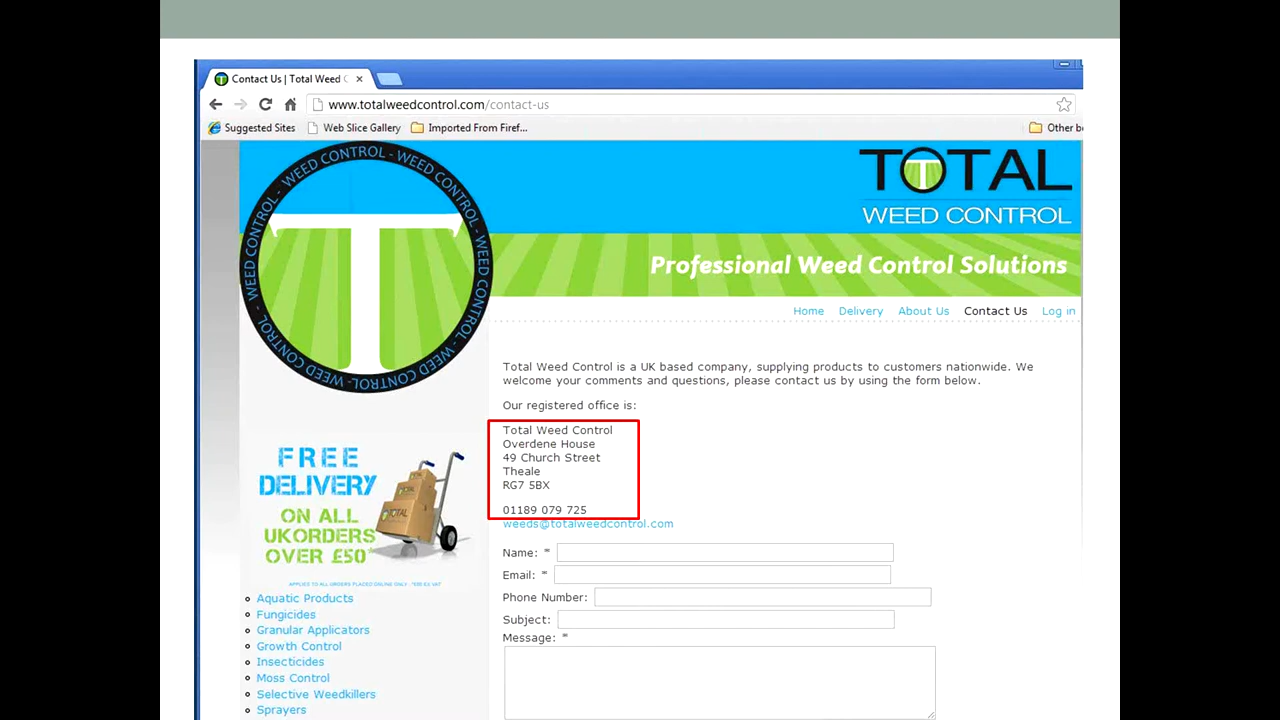 Contact Us | Total Weed C
www.totalweedcontrol.com/contact-us
Suggested Sites
Web Slice Gallery
Imported From Firef...
Other b
WEED CONTROL - WEED CONTROL - WEED CONTROL - WEED CONTROL - WEED CONTROL -
T
TOTAL
WEED CONTROL
Professional Weed Control Solutions
Home Delivery About Us Contact Us Log in
Total Weed Control is a UK based company, supplying products to customers nationwide. We
welcome your comments and questions, please contact us by using the form below.
Our registered office is:
Total Weed Control
Overdene House
49 Church Street
Theale
RG7 5BX
01189 079 725
weeds@totalweedcontrol.com
Name: *
Email: *
Phone Number:
Subject:
Message: *
FREE
DELIVERY
ON ALL
UKORDERS
OVER £50*
Aquatic Products
Fungicides
Granular Applicators
Growth Control
Insecticides
Moss Control
Selective Weedkillers
Sprayers